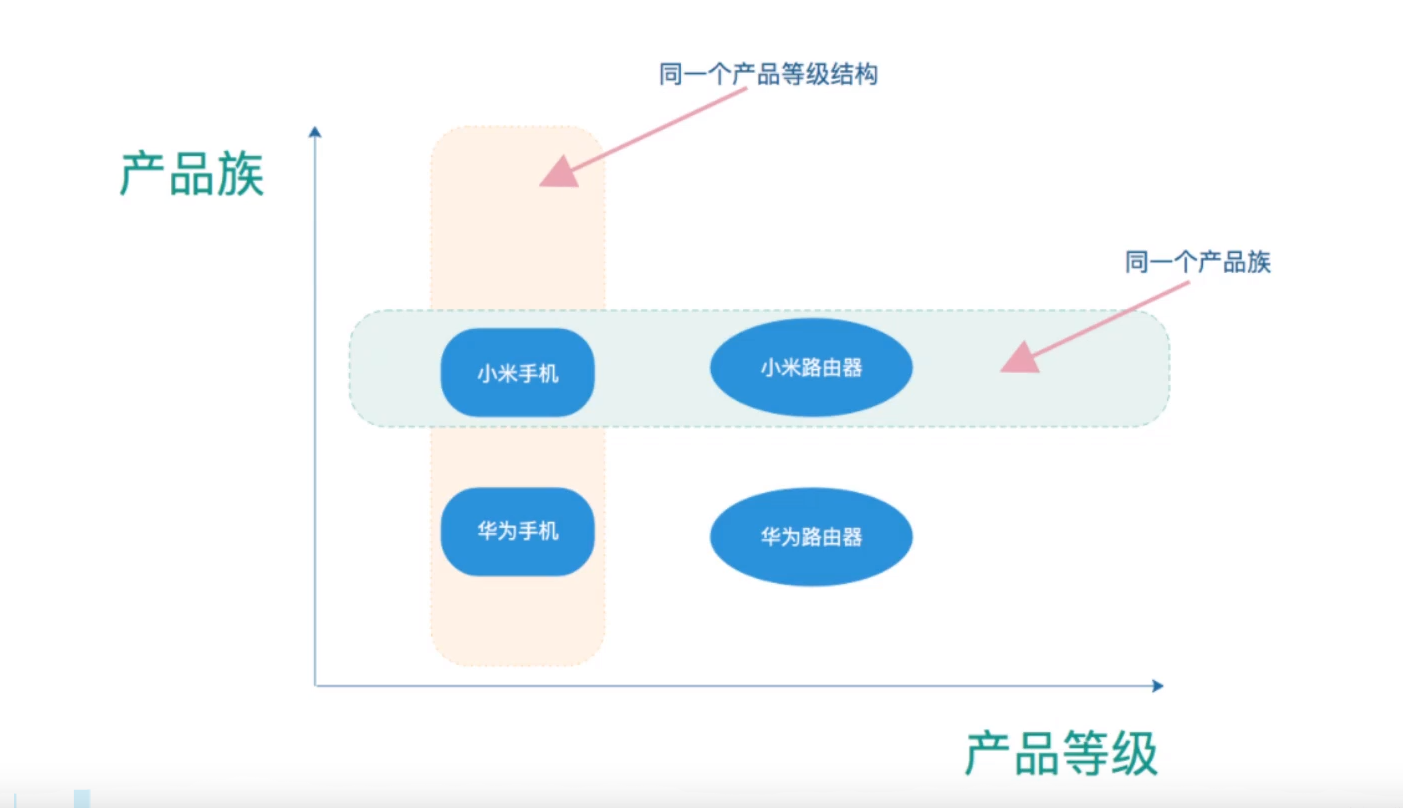 同一个产品等级结构
产品族
同一个产品族
小米手机
小米路由器
华为手机
华为路由器
产品等级